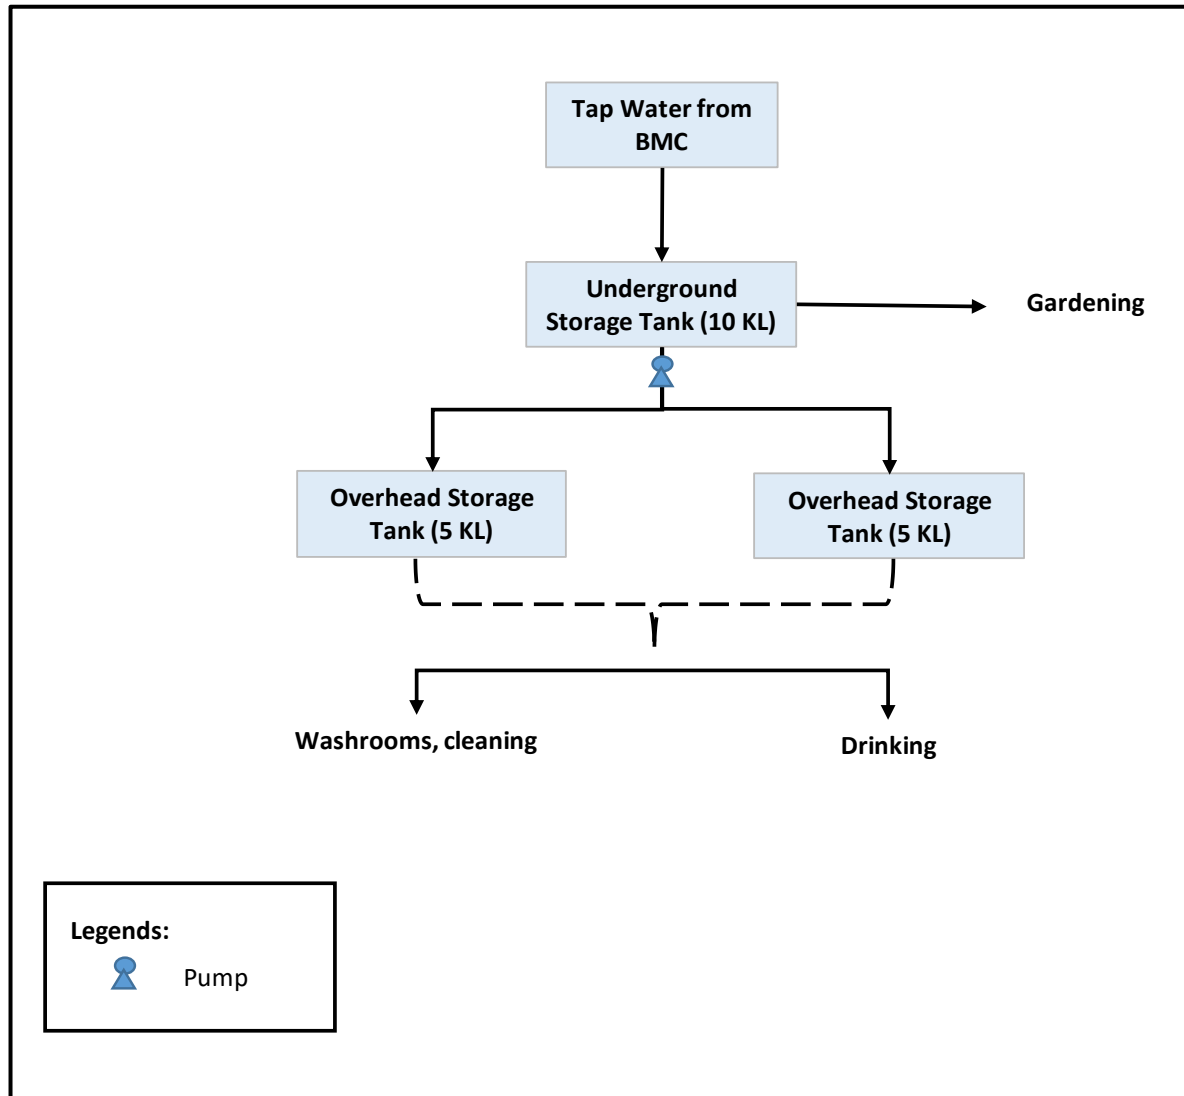 Tap Water from
BMC
Underground
Storage Tank (10 KL)
Gardening
Overhead Storage
Tank (5 KL)
Overhead Storage
Tank (5 KL)
Washrooms, cleaning
Drinking
Legends:
Pump